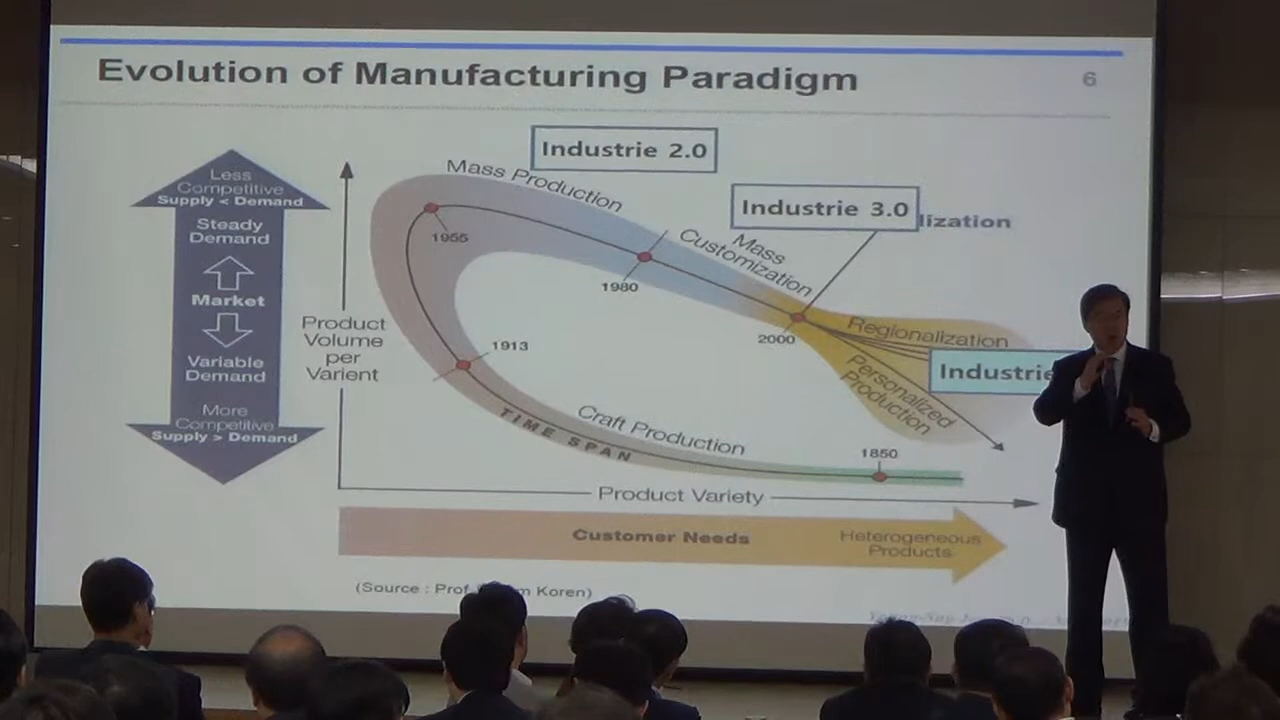 Evolution of Manufacturing Paradigm
6
Industrie 2.0
Industrie 3.0
lization
Less
Competitive
Supply < Demand
Steady
Demand
Market
Variable
Demand
More
Competitive
Supply > Demand
Product
Volume
per
Varient
Mass Production
Mass
Customization
Regionalization
Personalized
Production
Industrie
1955
1980
2000
1913
1850
Craft Production
TIME SPAN
Product Variety
Customer Needs
Heterogeneous
Products
(Source : Prof Koren)